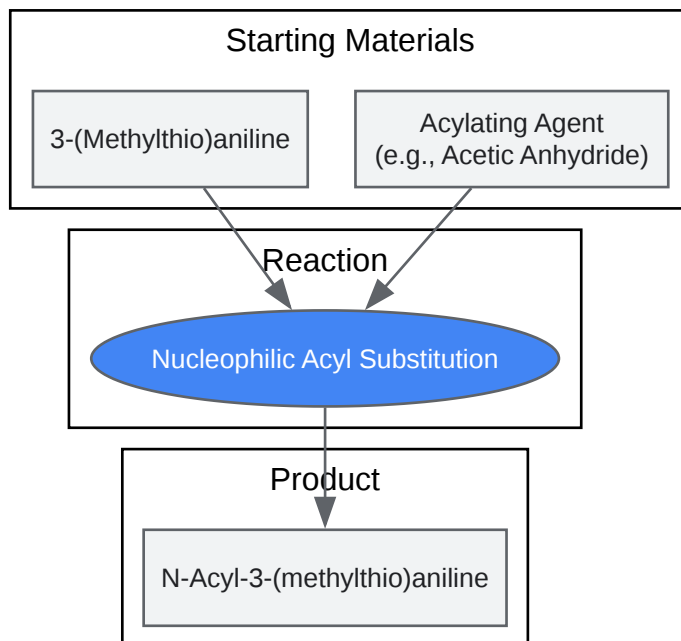 Starting Materials
3-(Methylthio)aniline
Acylating Agent
(e.g., Acetic Anhydride)
Reaction
Nucleophilic Acyl Substitution
Product
N-Acyl-3-(methylthio)aniline